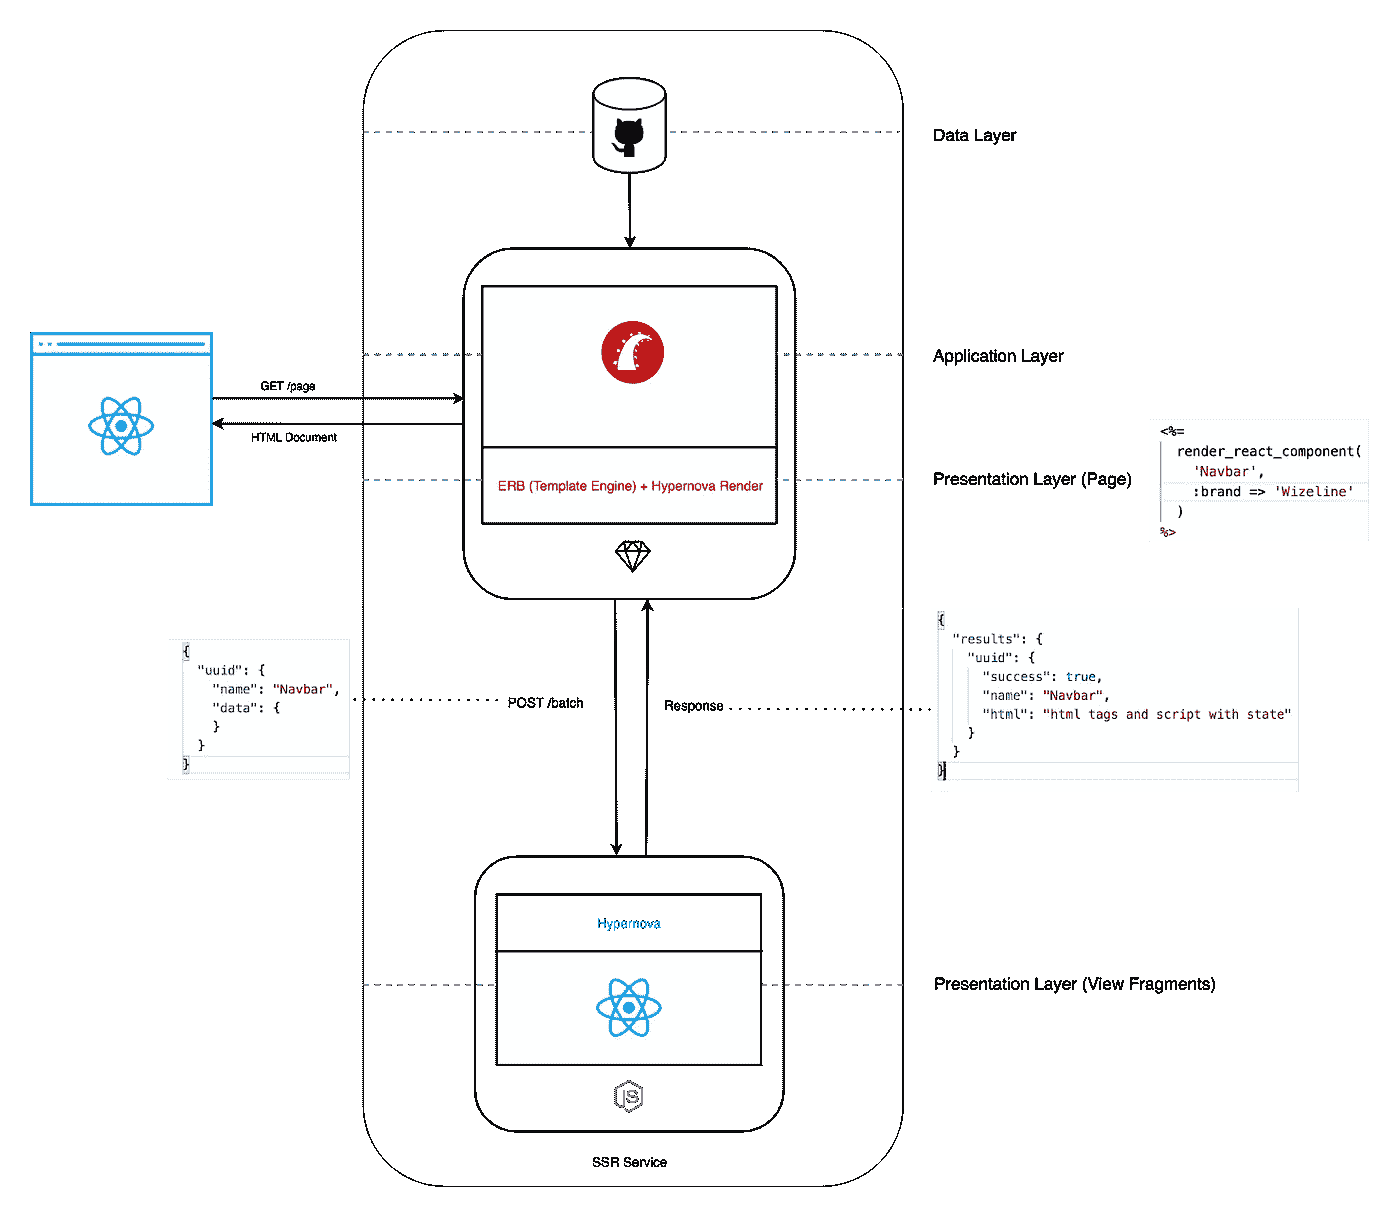 Data Layer
Application Layer
GET /page
HTML Document
<%=
render_react_component(
'Navbar',
:brand => 'Wizeline'
)
%>
Presentation Layer (Page)
ERB (Template Engine) + Hypernova Render
{
"uuid": {
"name": "Navbar",
"data": {
}
}
}
POST /batch
Response
{
"results": {
"uuid": {
"success": true,
"name": "Navbar",
"html": "html tags and script with state"
}
}
}
Hypernova
Presentation Layer (View Fragments)
JS
SSR Service